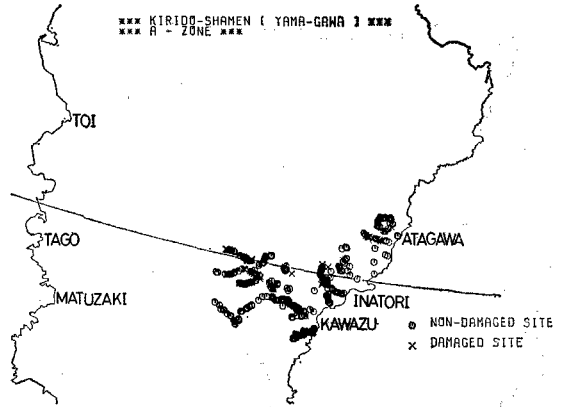 *** KIRIDO-SHAMEN [ YAMA-GAWA ] ***
*** A - ZONE ***
TOI
TAGO
ATAGAWA
MATUZAKI
INATORI
KAWAZU
o NON-DAMAGED SITE
x DAMAGED SITE